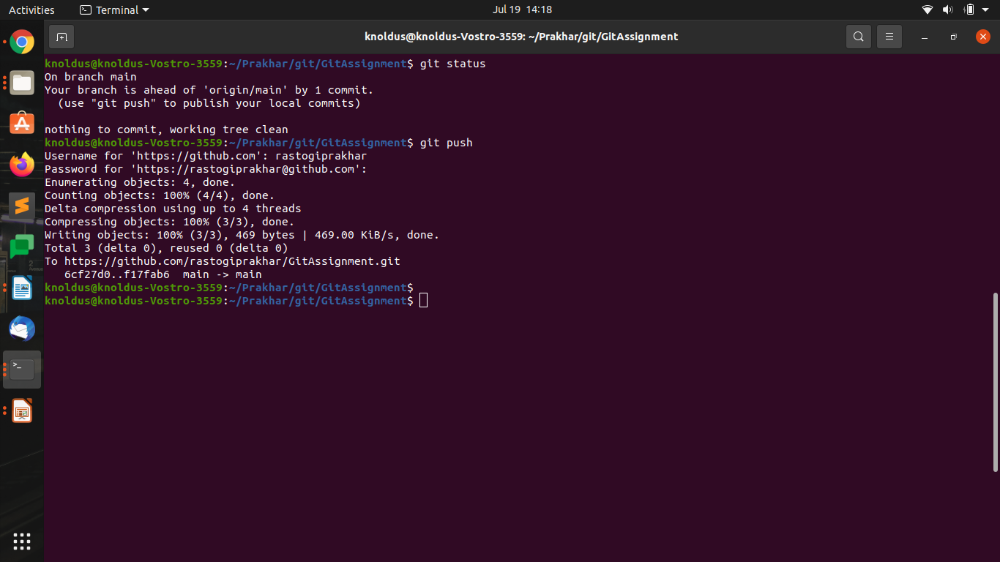 Activities
Terminal
Jul 19 14:18
knoldus@knoldus-Vostro-3559: ~/Prakhar/git/GitAssignment
knoldus@knoldus-Vostro-3559:~/Prakhar/git/GitAssignment$ git status
On branch main
Your branch is ahead of 'origin/main' by 1 commit.
  (use "git push" to publish your local commits)
nothing to commit, working tree clean
knoldus@knoldus-Vostro-3559:~/Prakhar/git/GitAssignment$ git push
Username for 'https://github.com': rastogiprakhar
Password for 'https://rastogiprakhar@github.com':
Enumerating objects: 4, done.
Counting objects: 100% (4/4), done.
Delta compression using up to 4 threads
Compressing objects: 100% (3/3), done.
Writing objects: 100% (3/3), 469 bytes | 469.00 KiB/s, done.
Total 3 (delta 0), reused 0 (delta 0)
To https://github.com/rastogiprakhar/GitAssignment.git
   6cf27d0..f17fab6  main -> main
knoldus@knoldus-Vostro-3559:~/Prakhar/git/GitAssignment$
knoldus@knoldus-Vostro-3559:~/Prakhar/git/GitAssignment$